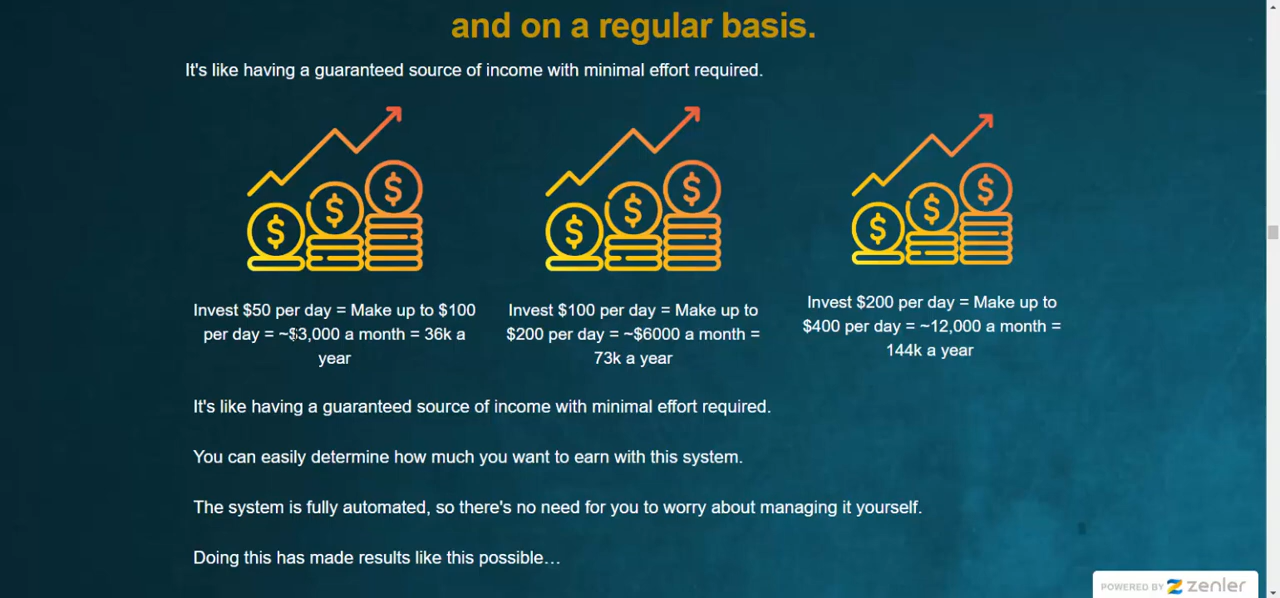 and on a regular basis.
It's like having a guaranteed source of income with minimal effort required.
Invest $50 per day = Make up to $100
per day = ~$3,000 a month = 36k a
year
Invest $100 per day = Make up to
$200 per day = ~$6000 a month =
73k a year
Invest $200 per day = Make up to
$400 per day = ~12,000 a month =
144k a year
It's like having a guaranteed source of income with minimal effort required.
You can easily determine how much you want to earn with this system.
The system is fully automated, so there's no need for you to worry about managing it yourself.
Doing this has made results like this possible…
POWERED BY zenler